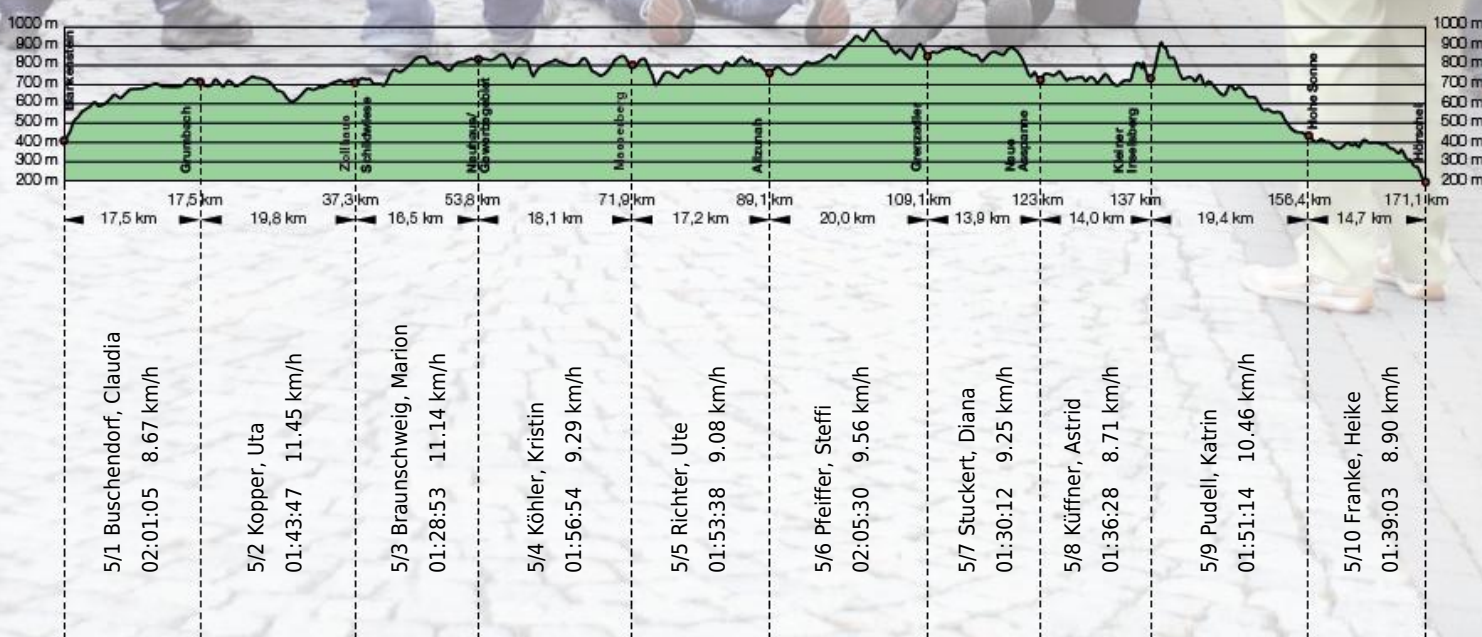 1000 m
900 m
800 m
700 m
600 m
500 m
400 m
300 m
200 m
1000 m
900 m
800 m
700 m
600 m
500 m
400 m
300 m
200 m
Blankenstein
Grumbach
Zollhaus
Schildwiese
Neuhaus/
Masserberg
Allzunah
Grenzadler
Neue
Ausspanne
Kleiner
Inselsberg
Hohe Sonne
Hörschel
17,5 km
37,3 km
53,8 km
71,9 km
89,1 km
109,1 km
123 km
137 km
156,4 km
171,1 km
17,5 km
19,8 km
16,5 km
18,1 km
17,2 km
20,0 km
13,9 km
14,0 km
19,4 km
14,7 km
5/1 Buschendorf, Claudia
02:01:05 8.67 km/h
5/2 Kopper, Uta
01:43:47 11.45 km/h
5/3 Braunschweig, Marion
01:28:53 11.14 km/h
5/4 Köhler, Kristin
01:56:54 9.29 km/h
5/5 Richter, Ute
01:53:38 9.08 km/h
5/6 Pfeiffer, Steffi
02:05:30 9.56 km/h
5/7 Stuckert, Diana
01:30:12 9.25 km/h
5/8 Küffner, Astrid
01:36:28 8.71 km/h
5/9 Pudell, Katrin
01:51:14 10.46 km/h
5/10 Franke, Heike
01:39:03 8.90 km/h